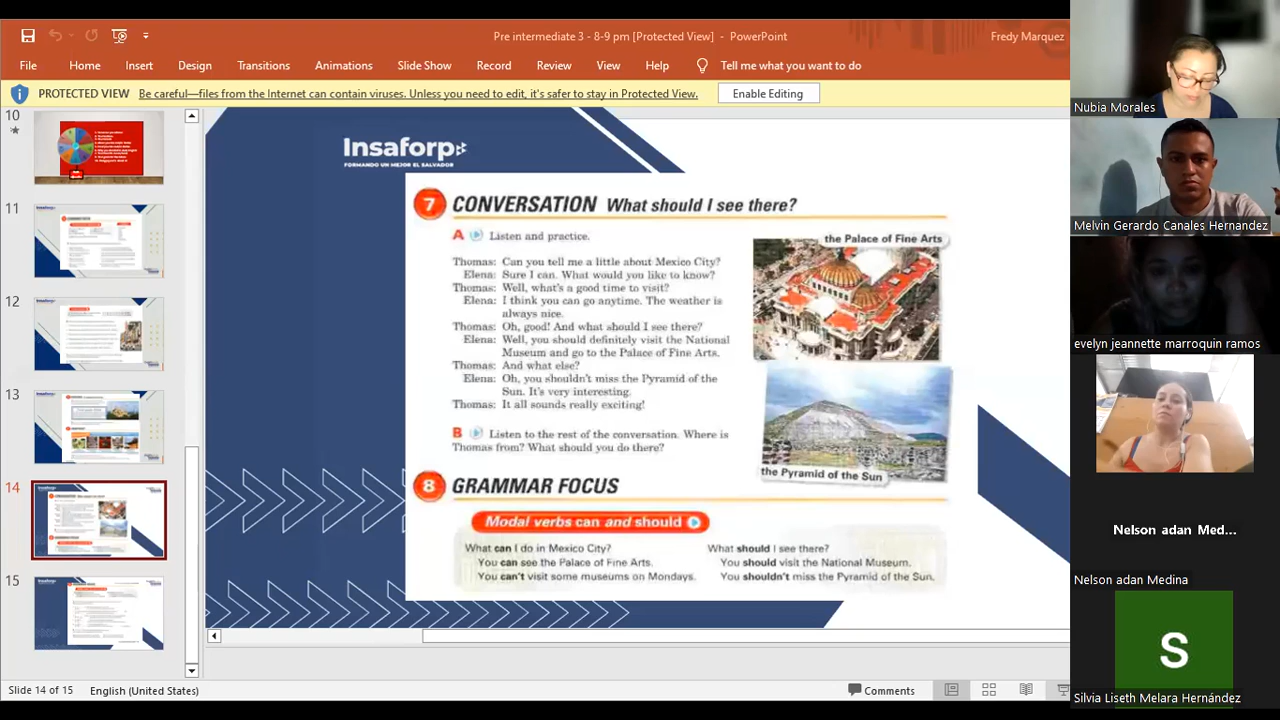 Pre intermediate 3 - 8-9 pm [Protected View] - PowerPoint
Fredy Marquez
File Home Insert Design Transitions Animations Slide Show Record Review View Help Tell me what you want to do
PROTECTED VIEW Be careful—files from the Internet can contain viruses. Unless you need to edit, it's safer to stay in Protected View. Enable Editing
10
11
12
13
14
15
Insaforp
FORMANDO UN MEJOR EL SALVADOR
7 CONVERSATION What should I see there?
A Listen and practice.
Thomas: Can you tell me a little about Mexico City?
Elena: Sure I can. What would you like to know?
Thomas: Well, what's a good time to visit?
Elena: I think you can go anytime. The weather is
always nice.
Thomas: Oh, good! And what should I see there?
Elena: Well, you should definitely visit the National
Museum and go to the Palace of Fine Arts.
Thomas: And what else?
Elena: Oh, you shouldn't miss the Pyramid of the
Sun. It's very interesting.
Thomas: It all sounds really exciting!
B Listen to the rest of the conversation. Where is
Thomas from? What should you do there?
the Palace of Fine Arts
the Pyramid of the Sun
8 GRAMMAR FOCUS
Modal verbs can and should
What can I do in Mexico City?
You can see the Palace of Fine Arts.
You can't visit some museums on Mondays.
What should I see there?
You should visit the National Museum.
You shouldn't miss the Pyramid of the Sun.
Slide 14 of 15 English (United States) Comments
Nubia Morales
Melvin Gerardo Canales Hernandez
evelyn jeannette marroquin ramos
Nelson adan Med...
Nelson adan Medina
S
Silvia Liseth Melara Hernández